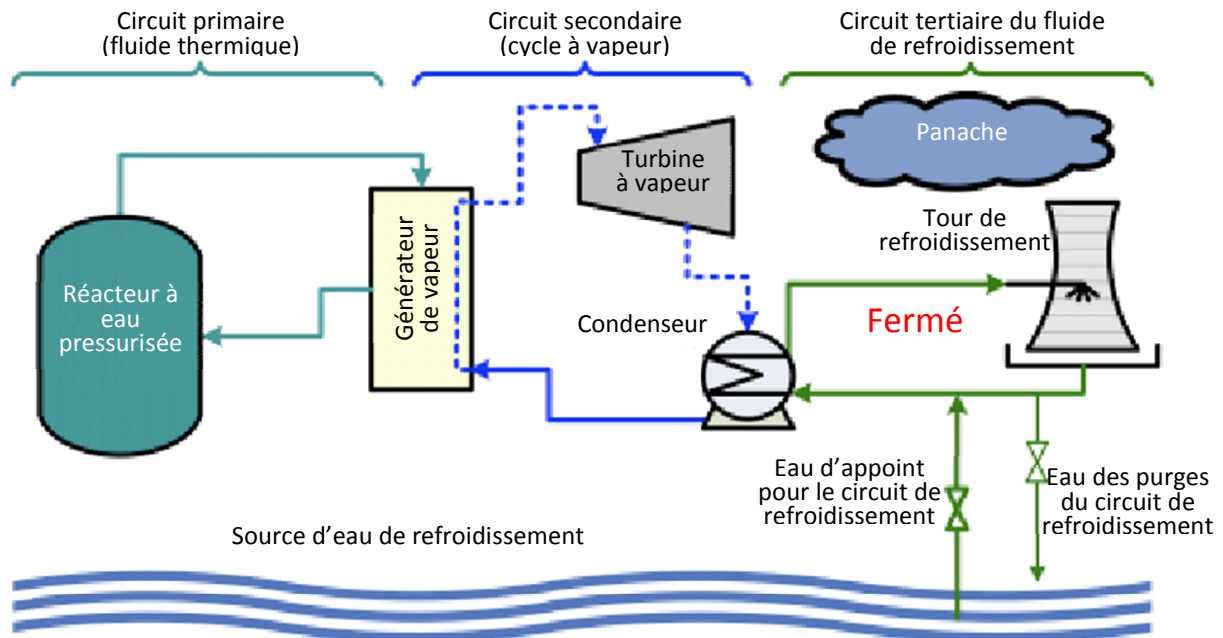 Circuit primaire
(fluide thermique)
Circuit secondaire
(cycle à vapeur)
Circuit tertiaire du fluide
de refroidissement
Panache
Turbine
à vapeur
Tour de
refroidissement
Réacteur à
eau
pressurisée
Générateur
de vapeur
Condenseur
Fermé
Eau d’appoint
pour le circuit de
refroidissement
Eau des purges
du circuit de
refroidissement
Source d’eau de refroidissement